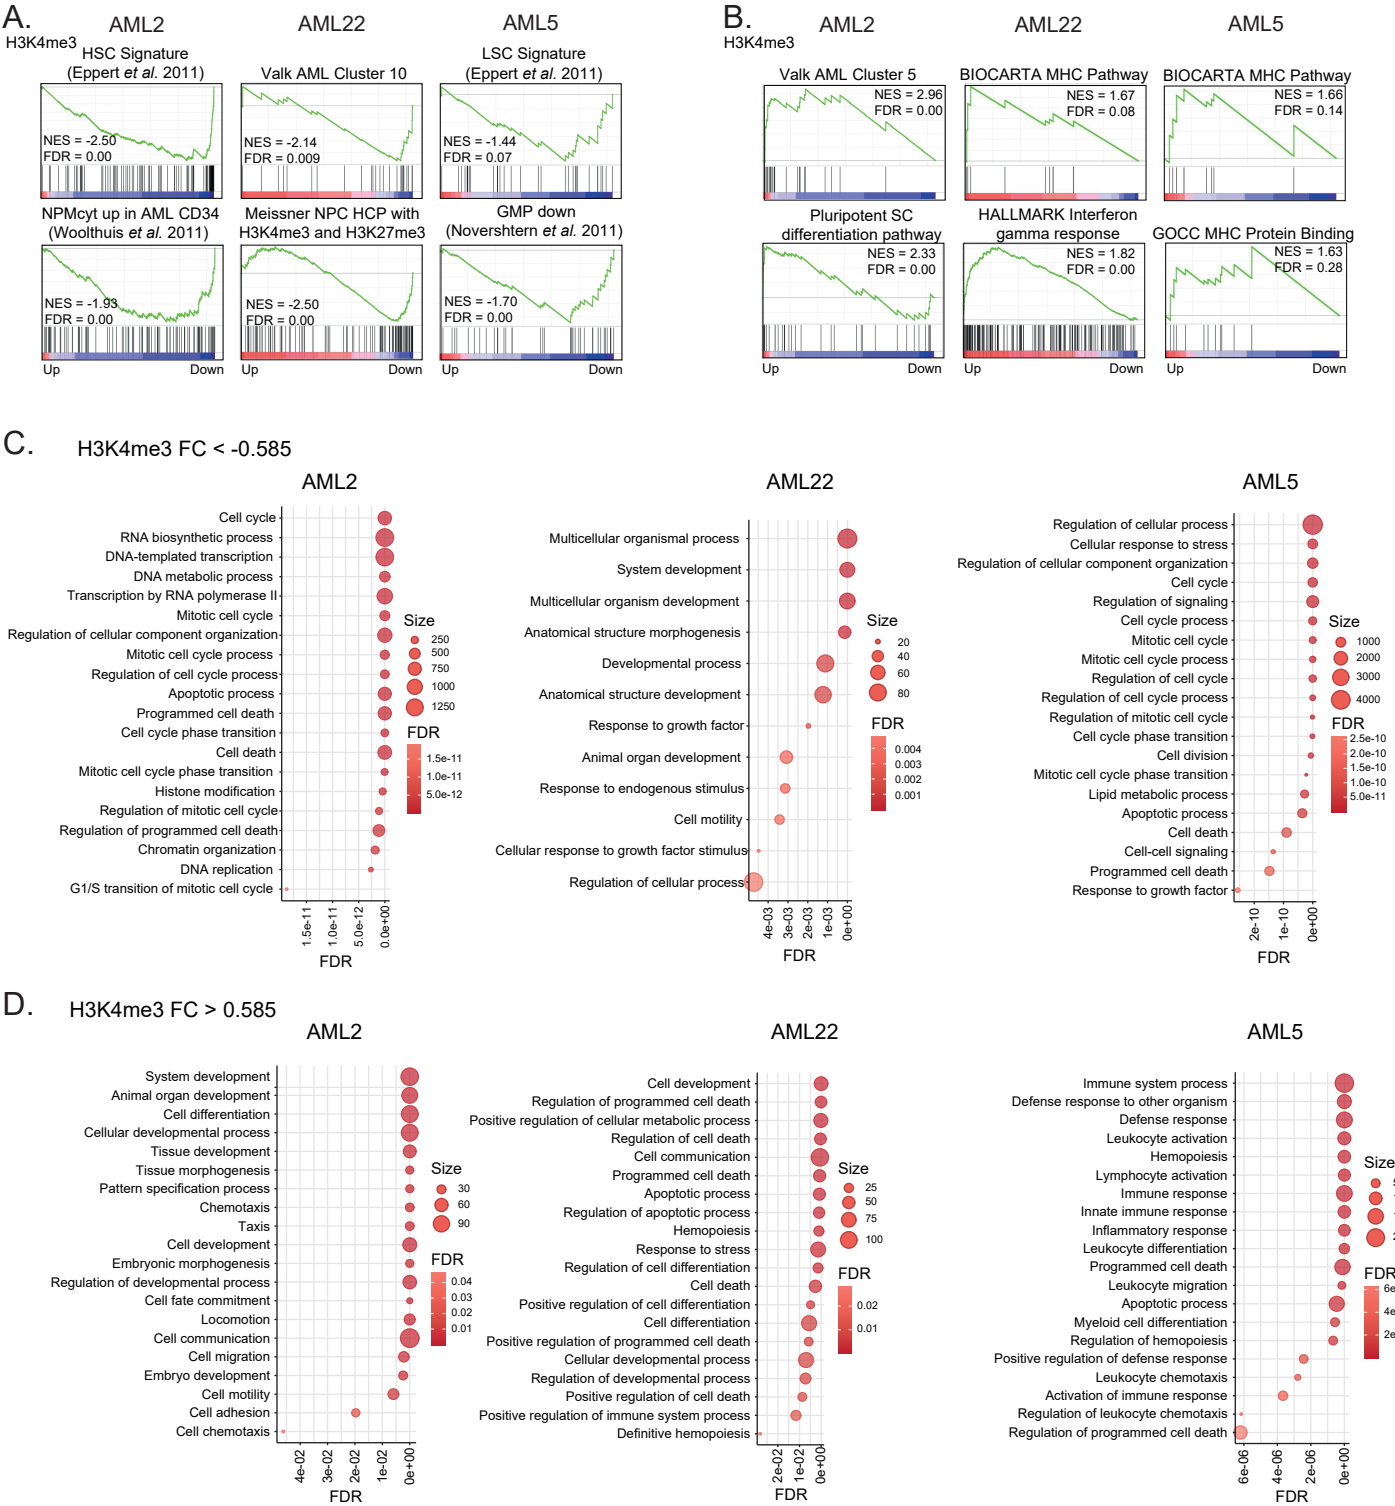 A.
AML2
AML22
AML5
H3K4me3
HSC Signature
(Eppert et al. 2011)
Valk AML Cluster 10
LSC Signature
(Eppert et al. 2011)
NES = -2.50
FDR = 0.00
NES = -2.14
FDR = 0.009
NES = -1.44
FDR = 0.07
NPMcyt up in AML CD34
(Woolthuis et al. 2011)
Meissner NPC HCP with
H3K4me3 and H3K27me3
GMP down
(Novershtern et al. 2011)
NES = -1.93
FDR = 0.00
NES = -2.50
FDR = 0.00
NES = -1.70
FDR = 0.00
Up Down
Up Down
Up Down
B.
AML2
AML22
AML5
H3K4me3
Valk AML Cluster 5
BIOCARTA MHC Pathway
BIOCARTA MHC Pathway
NES = 2.96
FDR = 0.00
NES = 1.67
FDR = 0.08
NES = 1.66
FDR = 0.14
Pluripotent SC
differentiation pathway
HALLMARK Interferon
gamma response
GOCC MHC Protein Binding
NES = 2.33
FDR = 0.00
NES = 1.82
FDR = 0.00
NES = 1.63
FDR = 0.28
Up Down
Up Down
Up Down
C.
H3K4me3 FC < -0.585
AML2
Cell cycle
RNA biosynthetic process
DNA-templated transcription
DNA metabolic process
Transcription by RNA polymerase II
Mitotic cell cycle
Regulation of cellular component organization
Mitotic cell cycle process
Regulation of cell cycle process
Apoptotic process
Programmed cell death
Cell cycle phase transition
Cell death
Mitotic cell cycle phase transition
Histone modification
Regulation of mitotic cell cycle
Regulation of programmed cell death
Chromatin organization
DNA replication
G1/S transition of mitotic cell cycle
1.5e-11
1.0e-11
5.0e-12
0.0e+00
FDR
Size
250
500
750
1000
1250
FDR
1.5e-11
1.0e-11
5.0e-12
AML22
Multicellular organismal process
System development
Multicellular organism development
Anatomical structure morphogenesis
Developmental process
Anatomical structure development
Response to growth factor
Animal organ development
Response to endogenous stimulus
Cell motility
Cellular response to growth factor stimulus
Regulation of cellular process
4e-03
3e-03
2e-03
1e-03
0e+00
FDR
Size
20
40
60
80
FDR
0.004
0.003
0.002
0.001
AML5
Regulation of cellular process
Cellular response to stress
Regulation of cellular component organization
Cell cycle
Regulation of signaling
Cell cycle process
Mitotic cell cycle
Mitotic cell cycle process
Regulation of cell cycle
Regulation of cell cycle process
Regulation of mitotic cell cycle
Cell cycle phase transition
Cell division
Mitotic cell cycle phase transition
Lipid metabolic process
Apoptotic process
Cell death
Cell-cell signaling
Programmed cell death
Response to growth factor
2e-10
1e-10
0e+00
FDR
Size
1000
2000
3000
4000
FDR
2.5e-10
2.0e-10
1.5e-10
1.0e-10
5.0e-11
D.
H3K4me3 FC > 0.585
AML2
System development
Animal organ development
Cell differentiation
Cellular developmental process
Tissue development
Tissue morphogenesis
Pattern specification process
Chemotaxis
Taxis
Cell development
Embryonic morphogenesis
Regulation of developmental process
Cell fate commitment
Locomotion
Cell communication
Cell migration
Embryo development
Cell motility
Cell adhesion
Cell chemotaxis
4e-02
3e-02
2e-02
1e-02
0e+00
FDR
Size
30
60
90
FDR
0.04
0.03
0.02
0.01
AML22
Cell development
Regulation of programmed cell death
Positive regulation of cellular metabolic process
Regulation of cell death
Cell communication
Programmed cell death
Apoptotic process
Regulation of apoptotic process
Hemopoiesis
Response to stress
Regulation of cell differentiation
Cell death
Positive regulation of cell differentiation
Cell differentiation
Positive regulation of programmed cell death
Cellular developmental process
Regulation of developmental process
Positive regulation of cell death
Positive regulation of immune system process
Definitive hemopoiesis
2e-02
1e-02
0e+00
FDR
Size
25
50
75
100
FDR
0.02
0.01
AML5
Immune system process
Defense response to other organism
Defense response
Leukocyte activation
Hemopoiesis
Lymphocyte activation
Immune response
Innate immune response
Inflammatory response
Leukocyte differentiation
Programmed cell death
Leukocyte migration
Apoptotic process
Myeloid cell differentiation
Regulation of hemopoiesis
Positive regulation of defense response
Leukocyte chemotaxis
Activation of immune response
Regulation of leukocyte chemotaxis
Regulation of programmed cell death
6e-06
4e-06
2e-06
0e+00
FDR
Size
FDR
6e
4e
2e